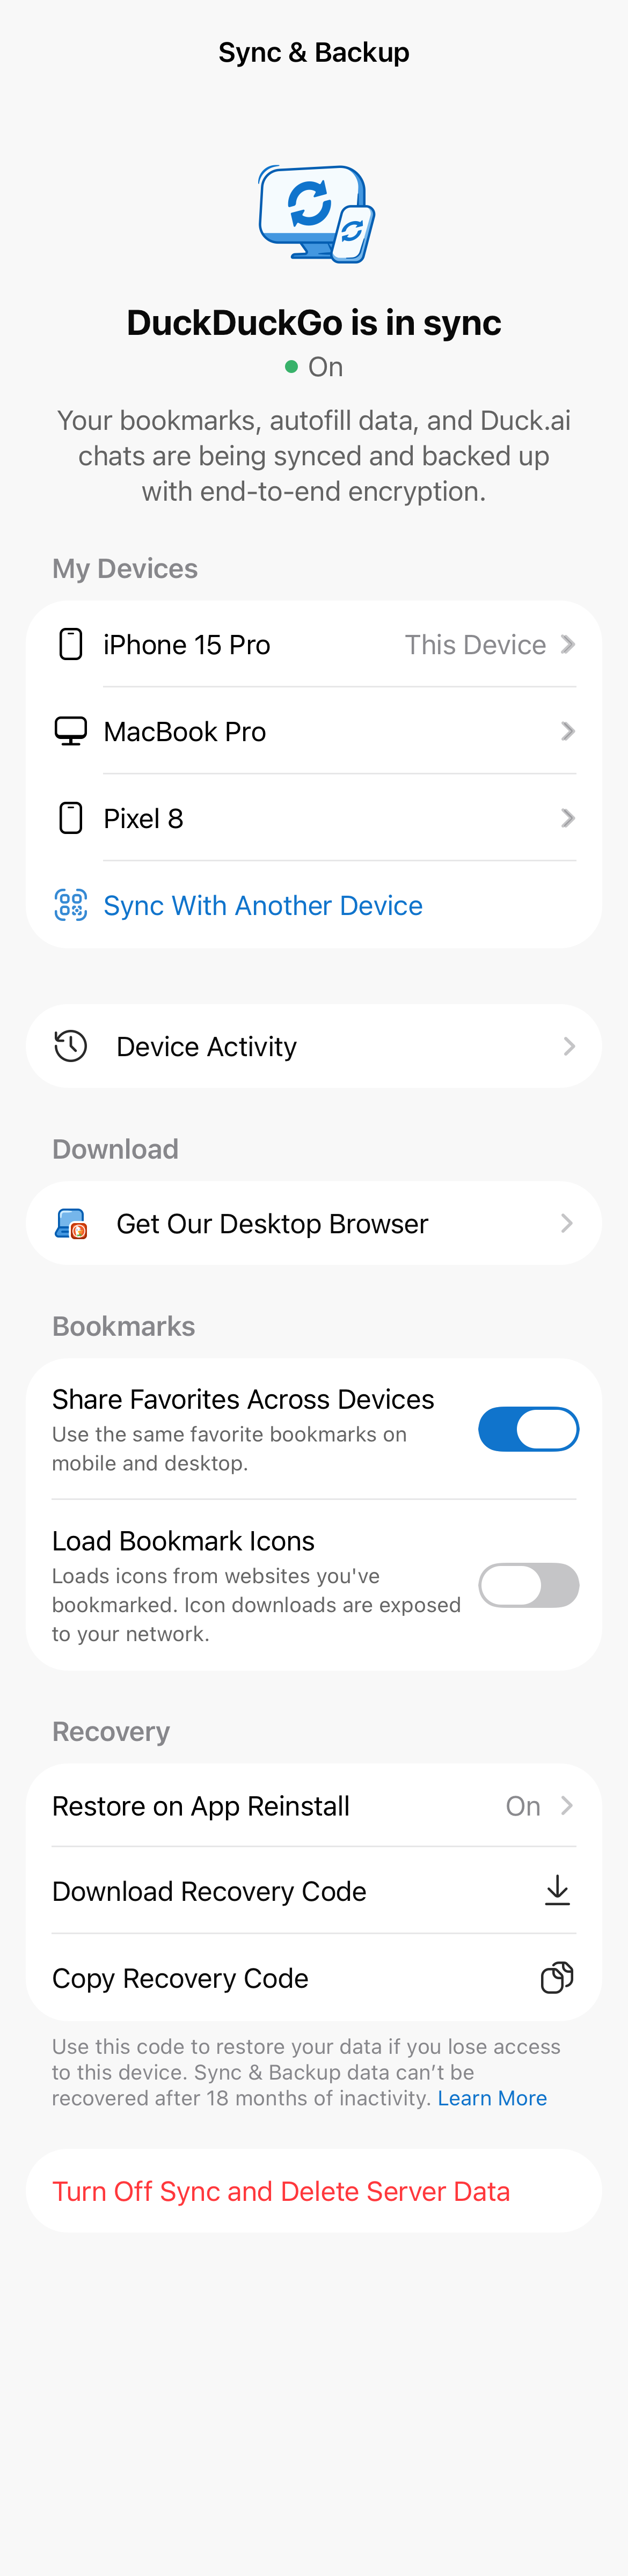 Sync & Backup
DuckDuckGo is in sync
On
Your bookmarks, autofill data, and Duck.ai
chats are being synced and backed up
with end-to-end encryption.
My Devices
iPhone 15 Pro This Device
MacBook Pro
Pixel 8
Sync With Another Device
Device Activity
Download
Get Our Desktop Browser
Bookmarks
Share Favorites Across Devices
Use the same favorite bookmarks on
mobile and desktop.
Load Bookmark Icons
Loads icons from websites you've
bookmarked. Icon downloads are exposed
to your network.
Recovery
Restore on App Reinstall On
Download Recovery Code
Copy Recovery Code
Use this code to restore your data if you lose access
to this device. Sync & Backup data can’t be
recovered after 18 months of inactivity. Learn More
Turn Off Sync and Delete Server Data